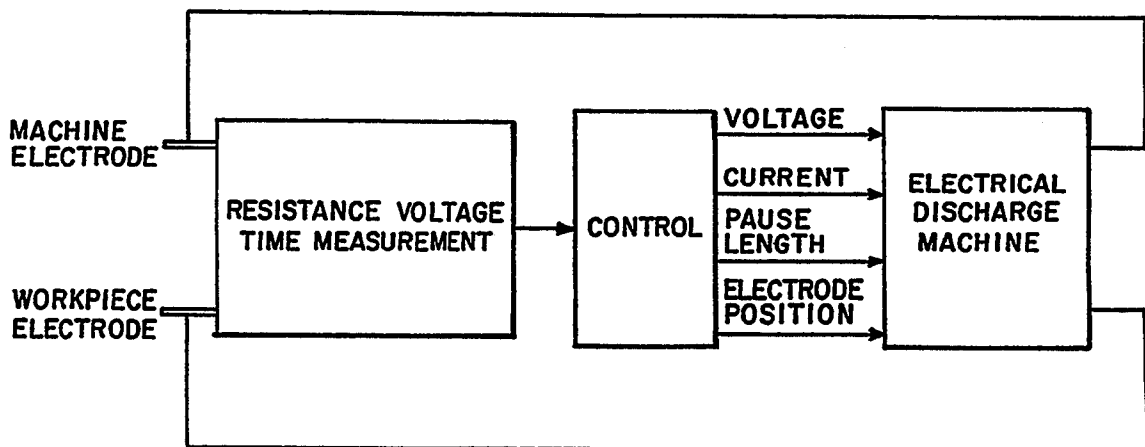 MACHINE
ELECTRODE
WORKPIECE
ELECTRODE
RESISTANCE VOLTAGE
TIME MEASUREMENT
CONTROL
VOLTAGE
CURRENT
PAUSE
LENGTH
ELECTRODE
POSITION
ELECTRICAL
DISCHARGE
MACHINE